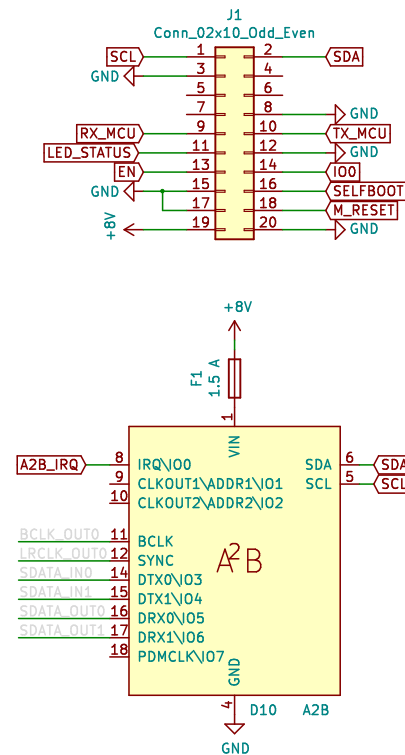 J1
Conn_02x10_Odd_Even
SCL 1 2 SDA
GND 3 4
5 6
7 8 GND
RX_MCU 9 10 TX_MCU
LED_STATUS 11 12 GND
EN 13 14 IO0
GND 15 16 SELFBOOT
17 18 M_RESET
+8V 19 20 GND
+8V
F1
1.5 A
1
VIN
A2B_IRQ 8 IRQ\IO0 SDA 6 SDA
9 CLKOUT1\ADDR1\IO1 SCL 5 SCL
10 CLKOUT2\ADDR2\IO2
BCLK_OUT0 11 BCLK
LRCLK_OUT0 12 SYNC
A2B
SDATA_IN0 14 DTX0\IO3
SDATA_IN1 15 DTX1\IO4
SDATA_OUT0 16 DRX0\IO5
SDATA_OUT1 17 DRX1\IO6
18 PDMCLK\IO7
GND
4
D10 A2B
GND